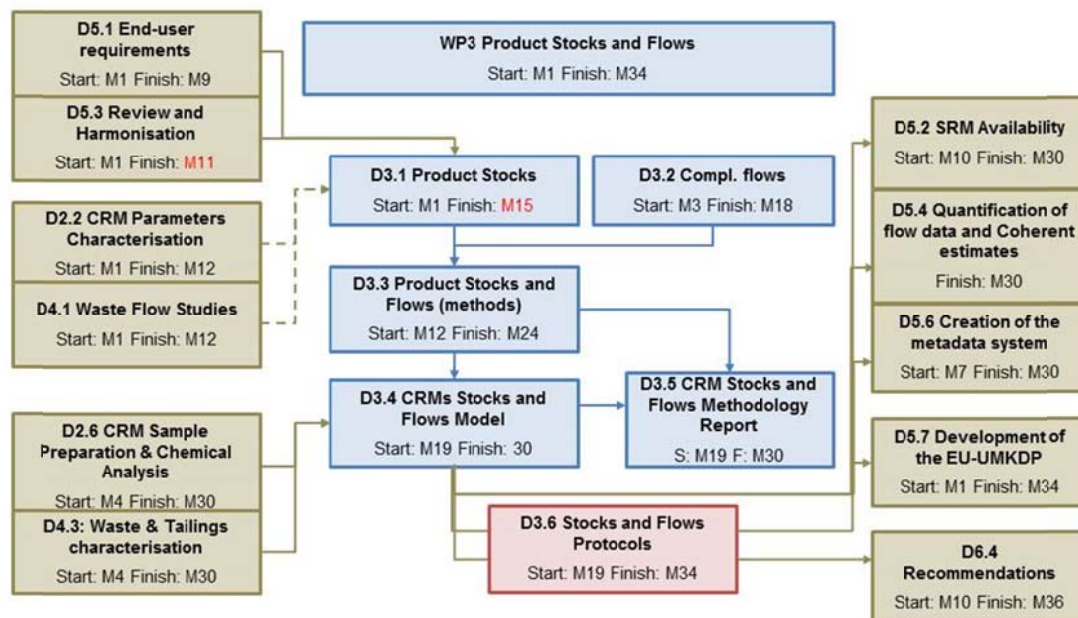 D5.1 End-user
requirements
Start: M1 Finish: M9
D5.3 Review and
Harmonisation
Start: M1 Finish: M11
D2.2 CRM Parameters
Characterisation
Start: M1 Finish: M12
D4.1 Waste Flow Studies
Start: M1 Finish: M12
D2.6 CRM Sample
Preparation & Chemical
Analysis
Start: M4 Finish: M30
D4.3: Waste & Tailings
characterisation
Start: M4 Finish: M30
WP3 Product Stocks and Flows
Start: M1 Finish: M34
D3.1 Product Stocks
Start: M1 Finish: M15
D3.2 Compl. flows
Start: M3 Finish: M18
D3.3 Product Stocks and
Flows (methods)
Start: M12 Finish: M24
D3.4 CRMs Stocks and
Flows Model
Start: M19 Finish: 30
D3.5 CRM Stocks and
Flows Methodology
Report
S: M19 F: M30
D3.6 Stocks and Flows
Protocols
Start: M19 Finish: M34
D5.2 SRM Availability
Start: M10 Finish: M30
D5.4 Quantification of
flow data and Coherent
estimates
Finish: M30
D5.6 Creation of the
metadata system
Start: M7 Finish: M30
D5.7 Development of
the EU-UMKDP
Start: M1 Finish: M34
D6.4
Recommendations
Start: M10 Finish: M36